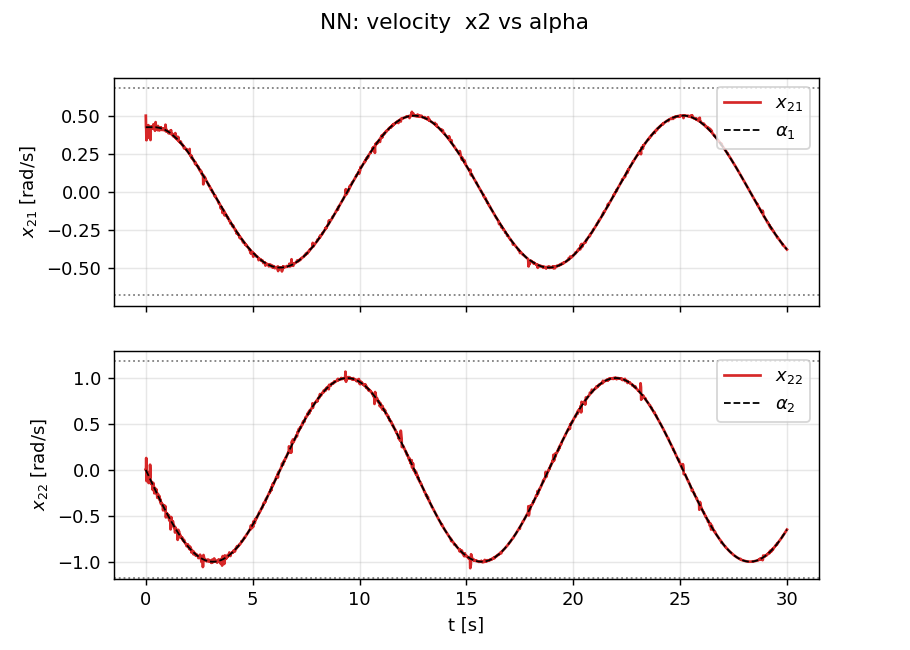 NN: velocity  x2 vs alpha
x₂₁ [rad/s]
0.50
0.25
0.00
−0.25
−0.50
x₂₁
α₁
x₂₂ [rad/s]
1.0
0.5
0.0
−0.5
−1.0
x₂₂
α₂
0 5 10 15 20 25 30
t [s]